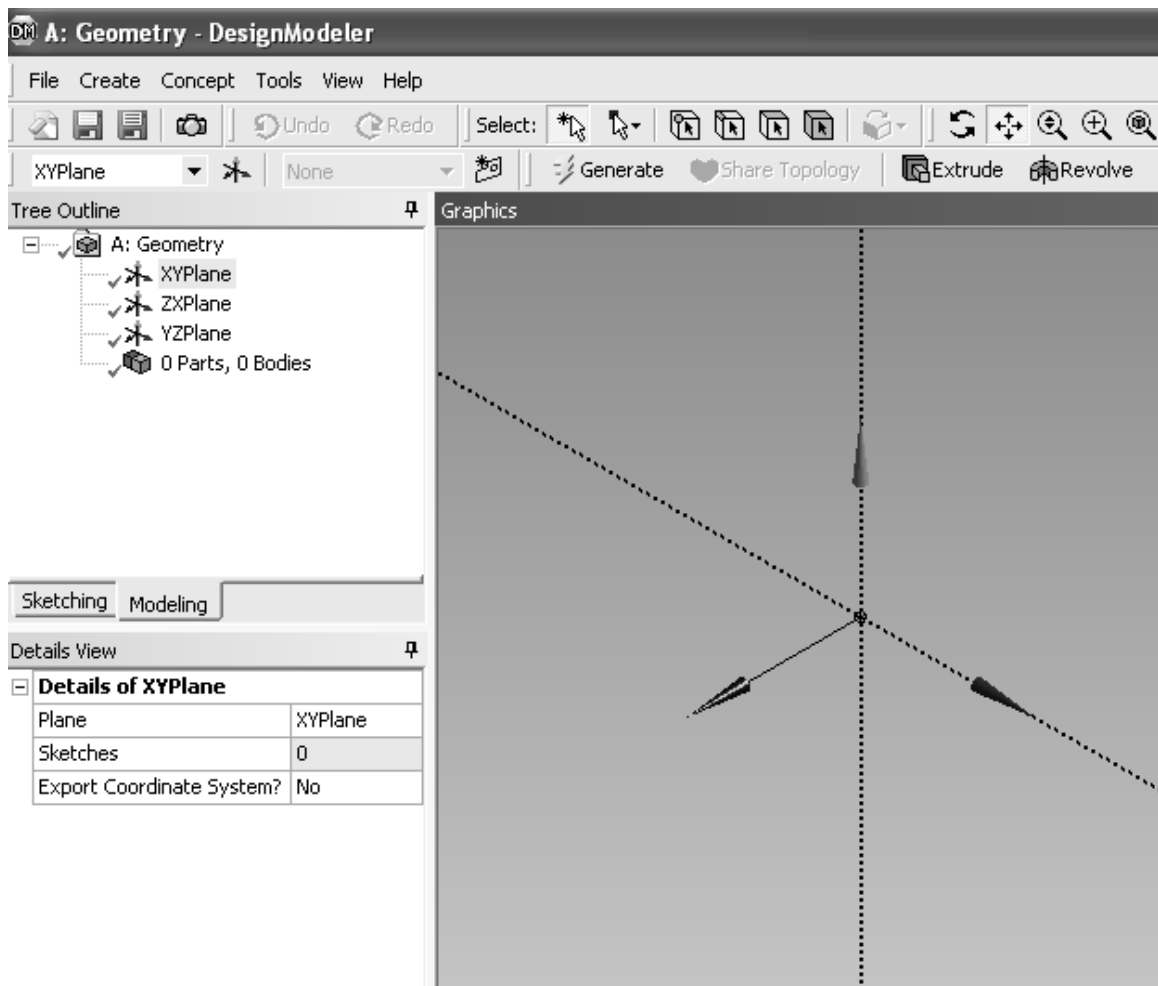 DM A: Geometry - DesignModeler
File Create Concept Tools View Help
Undo Redo Select:
XYPlane None Generate Share Topology Extrude Revolve
Tree Outline Graphics
A: Geometry
XYPlane
ZXPlane
YZPlane
0 Parts, 0 Bodies
Sketching Modeling
Details View
Details of XYPlane
Plane XYPlane
Sketches 0
Export Coordinate System? No